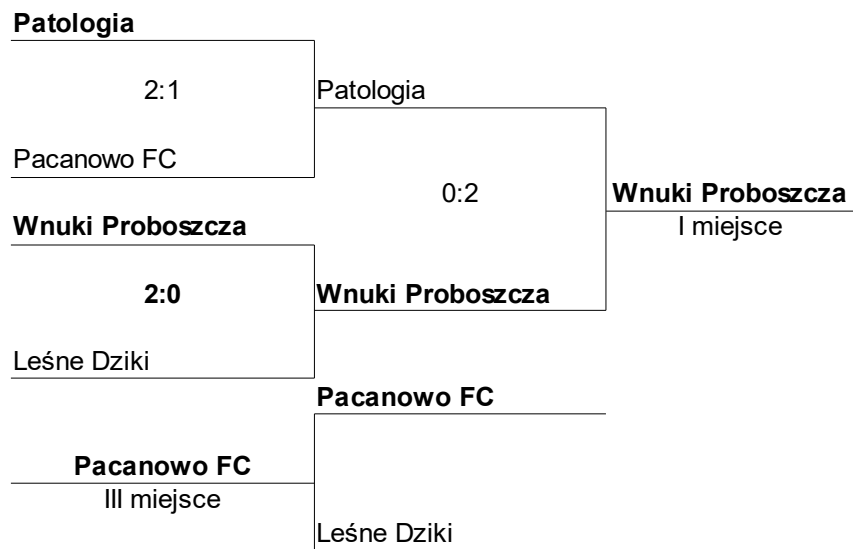 Patologia
2:1
Patologia
Pacanowo FC
0:2
Wnuki Proboszcza
I miejsce
Wnuki Proboszcza
2:0
Wnuki Proboszcza
Leśne Dziki
Pacanowo FC
Pacanowo FC
III miejsce
Leśne Dziki